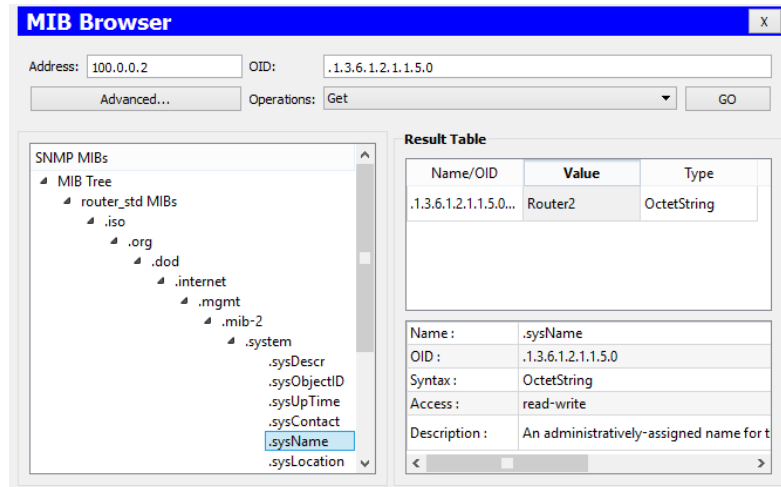 MIB Browser X
Address: 100.0.0.2 OID: .1.3.6.1.2.1.1.5.0
Advanced... Operations: Get GO
SNMP MIBs
MIB Tree
router_std MIBs
.iso
.org
.dod
.internet
.mgmt
.mib-2
.system
.sysDescr
.sysObjectID
.sysUpTime
.sysContact
.sysName
.sysLocation
Result Table
Name/OID Value Type
.1.3.6.1.2.1.1.5.0... Router2 OctetString
Name : .sysName
OID : .1.3.6.1.2.1.1.5.0
Syntax : OctetString
Access : read-write
Description : An administratively-assigned name for t